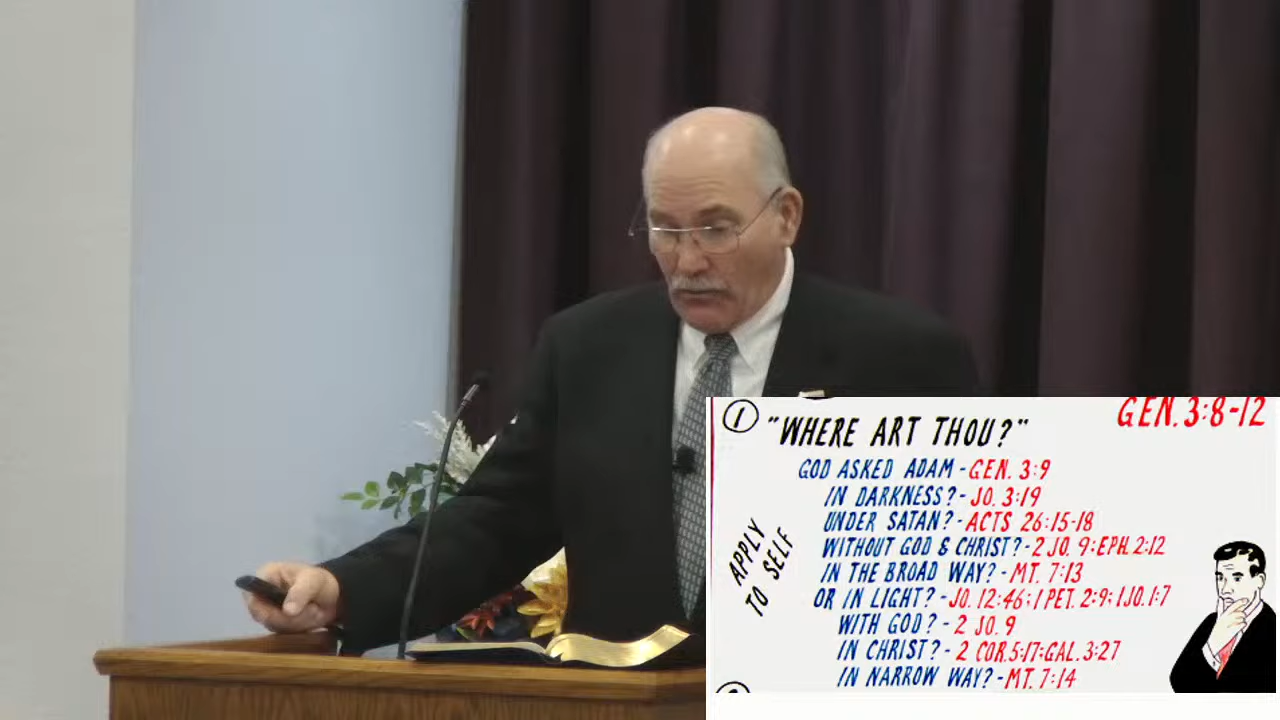 ① "WHERE ART THOU?" GEN. 3:8-12
GOD ASKED ADAM - GEN. 3:9
IN DARKNESS? - JO. 3:19
UNDER SATAN? - ACTS 26:15-18
WITHOUT GOD & CHRIST? - 2 JO. 9; EPH. 2:12
IN THE BROAD WAY? - MT. 7:13
OR IN LIGHT? - JO. 12:46; 1 PET. 2:9; 1 JO. 1:7
WITH GOD? - 2 JO. 9
IN CHRIST? - 2 COR. 5:17; GAL. 3:27
IN NARROW WAY? - MT. 7:14
APPLY
TO SELF